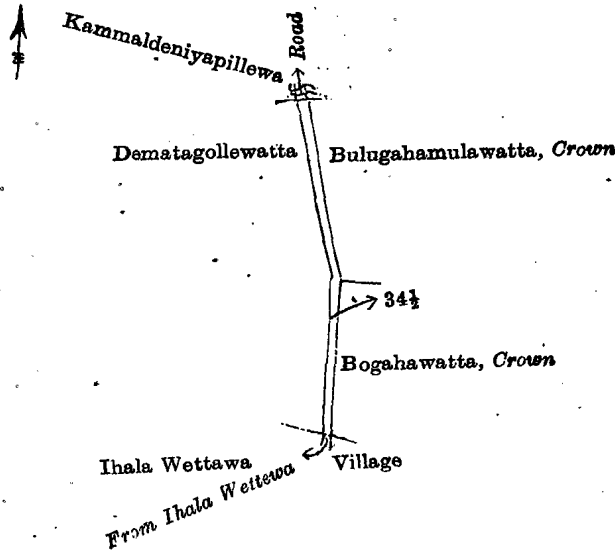 Kammaldeniyapillewa
Road
Dematagollewatta
Bulugahamulawatta, Crown
34½
Bogahawatta, Crown
Ihala Wettawa
Village
From Ihala Wettewa